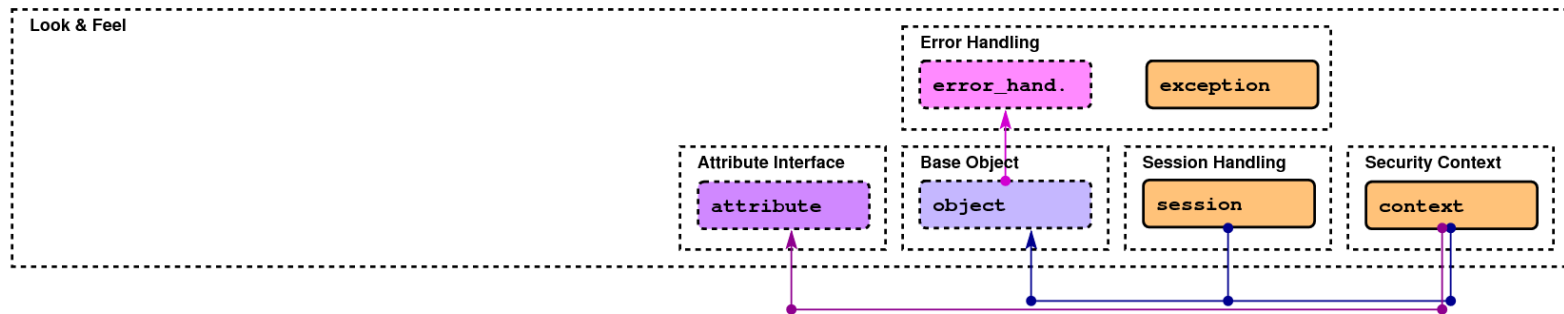 Look & Feel
Error Handling
error_hand.
exception
Attribute Interface
Base Object
Session Handling
Security Context
attribute
object
session
context